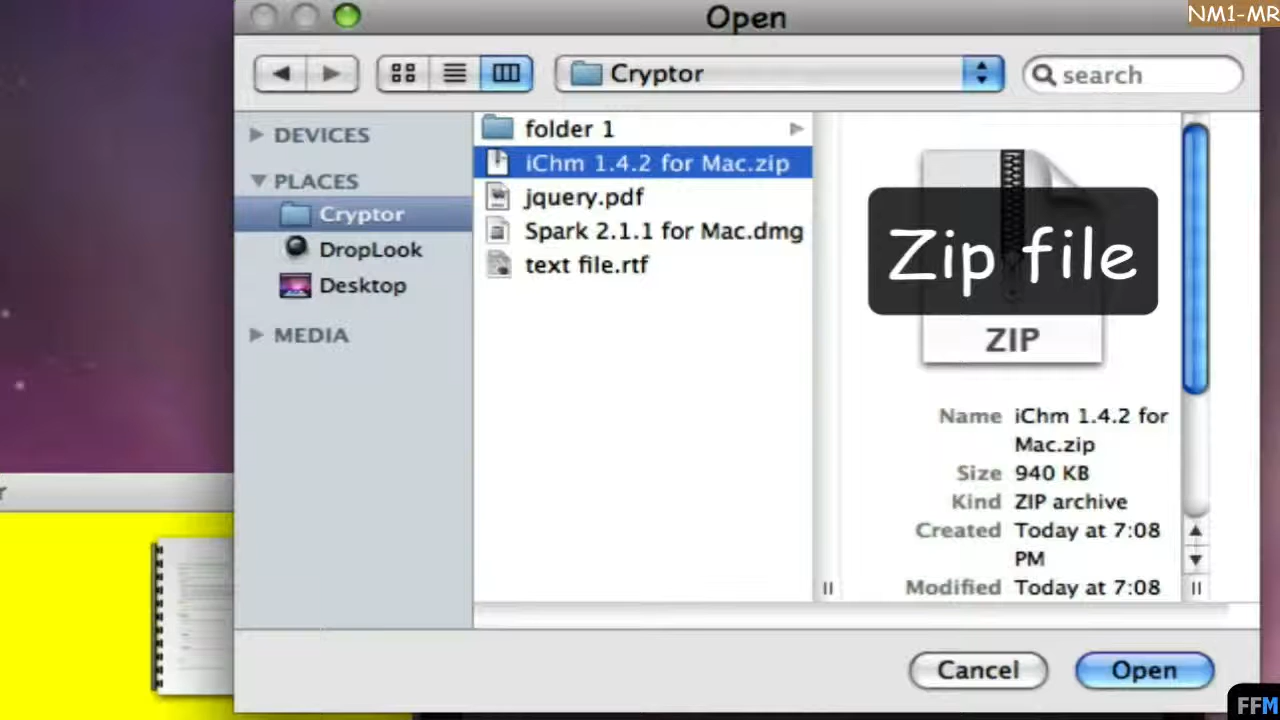 Open
NM1-MR
Cryptor
search
DEVICES
PLACES
Cryptor
DropLook
Desktop
MEDIA
folder 1
iChm 1.4.2 for Mac.zip
jquery.pdf
Spark 2.1.1 for Mac.dmg
text file.rtf
Zip file
ZIP
Name iChm 1.4.2 for
Mac.zip
Size 940 KB
Kind ZIP archive
Created Today at 7:08
PM
Modified Today at 7:08
r
Cancel
Open
FFM